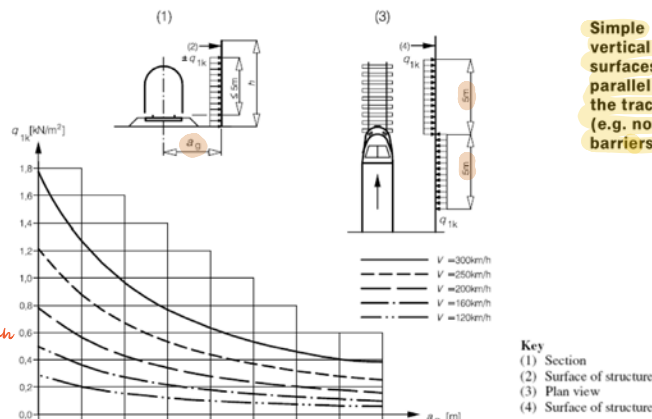 (1)
(3)
Simple
vertical
surfaces
parallel
the trac
(e.g. no
barriers
(2)
± q1k
≤ 5m
h
ag
(4)
q1k
5m
5m
q1k
q1k [kN/m²]
1,8
1,6
1,4
1,2
1,0
0,8
0,6
0,4
0,2
0,0
V =300km/h
V =250km/h
V =200km/h
V =160km/h
V =120km/h
[m]
Key
(1) Section
(2) Surface of structure
(3) Plan view
(4) Surface of structure